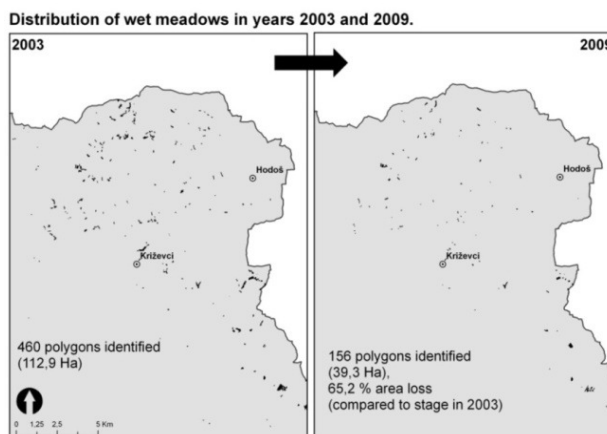 Distribution of wet meadows in years 2003 and 2009.
2003
2009
Hodoš
Križevci
460 polygons identified
(112,9 Ha)
0 1,25 2,5 5 Km
Hodoš
Križevci
156 polygons identified
(39,3 Ha),
65,2 % area loss
(compared to stage in 2003)